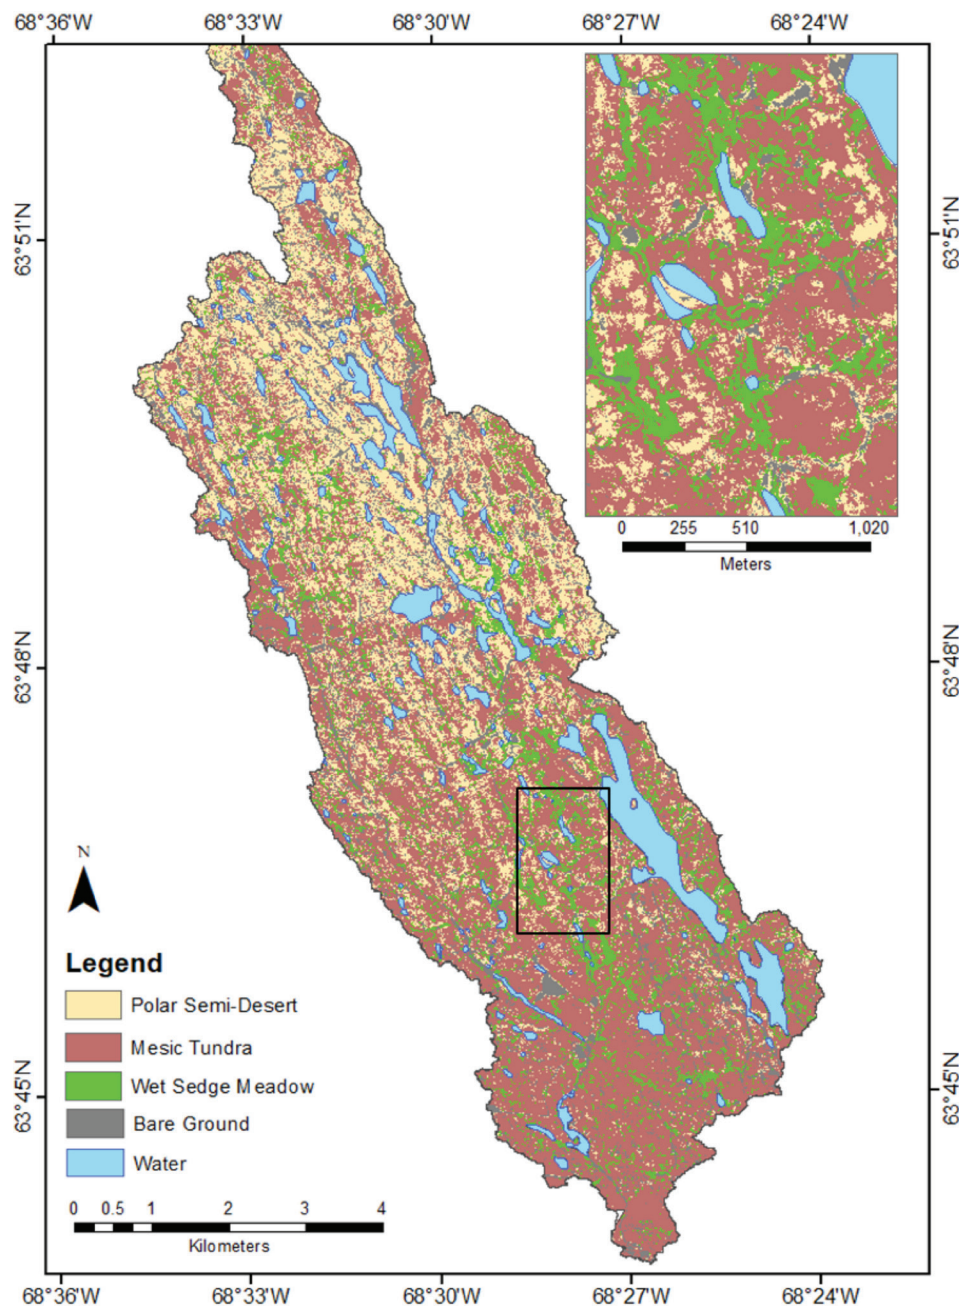 68°36'W 68°33'W 68°30'W 68°27'W 68°24'W
63°51'N 63°51'N
0 255 510 1,020
Meters
63°48'N 63°48'N
N
Legend
Polar Semi-Desert
Mesic Tundra
Wet Sedge Meadow
Bare Ground
Water
63°45'N 63°45'N
0 0.5 1 2 3 4
Kilometers
68°36'W 68°33'W 68°30'W 68°27'W 68°24'W